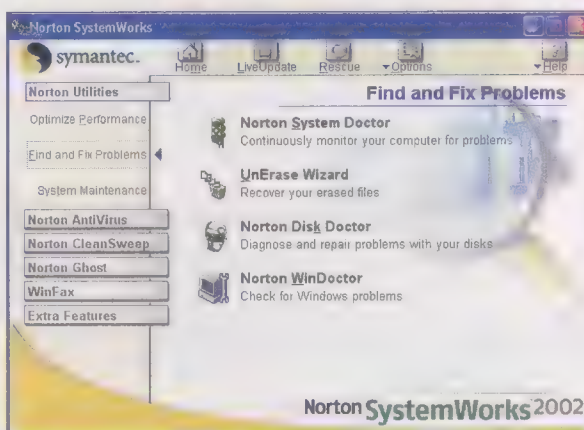 Norton SystemWorks
symantec.
Home LiveUpdate Rescue Options Help
Norton Utilities
Optimize Performance
Find and Fix Problems
System Maintenance
Norton AntiVirus
Norton CleanSweep
Norton Ghost
WinFax
Extra Features
Find and Fix Problems
Norton System Doctor
Continuously monitor your computer for problems
UnErase Wizard
Recover your erased files
Norton Disk Doctor
Diagnose and repair problems with your disks
Norton WinDoctor
Check for Windows problems
Norton SystemWorks 2002